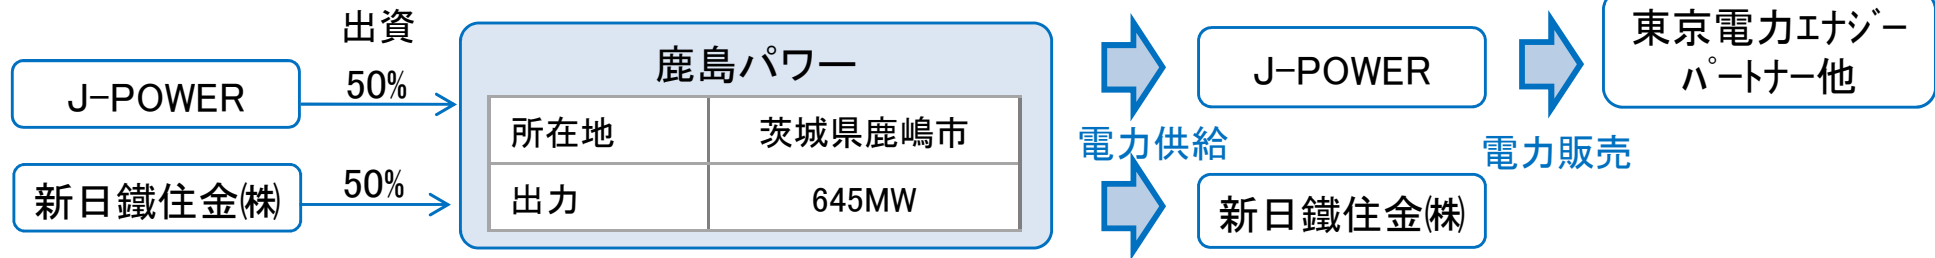 出資
J-POWER
50%
新日鐵住金㈱
50%
鹿島パワー
所在地
茨城県鹿嶋市
出力
645MW
電力供給
J-POWER
新日鐵住金㈱
電力販売
東京電力ｴﾅｼﾞｰ
ﾊﾟｰﾄﾅｰ他